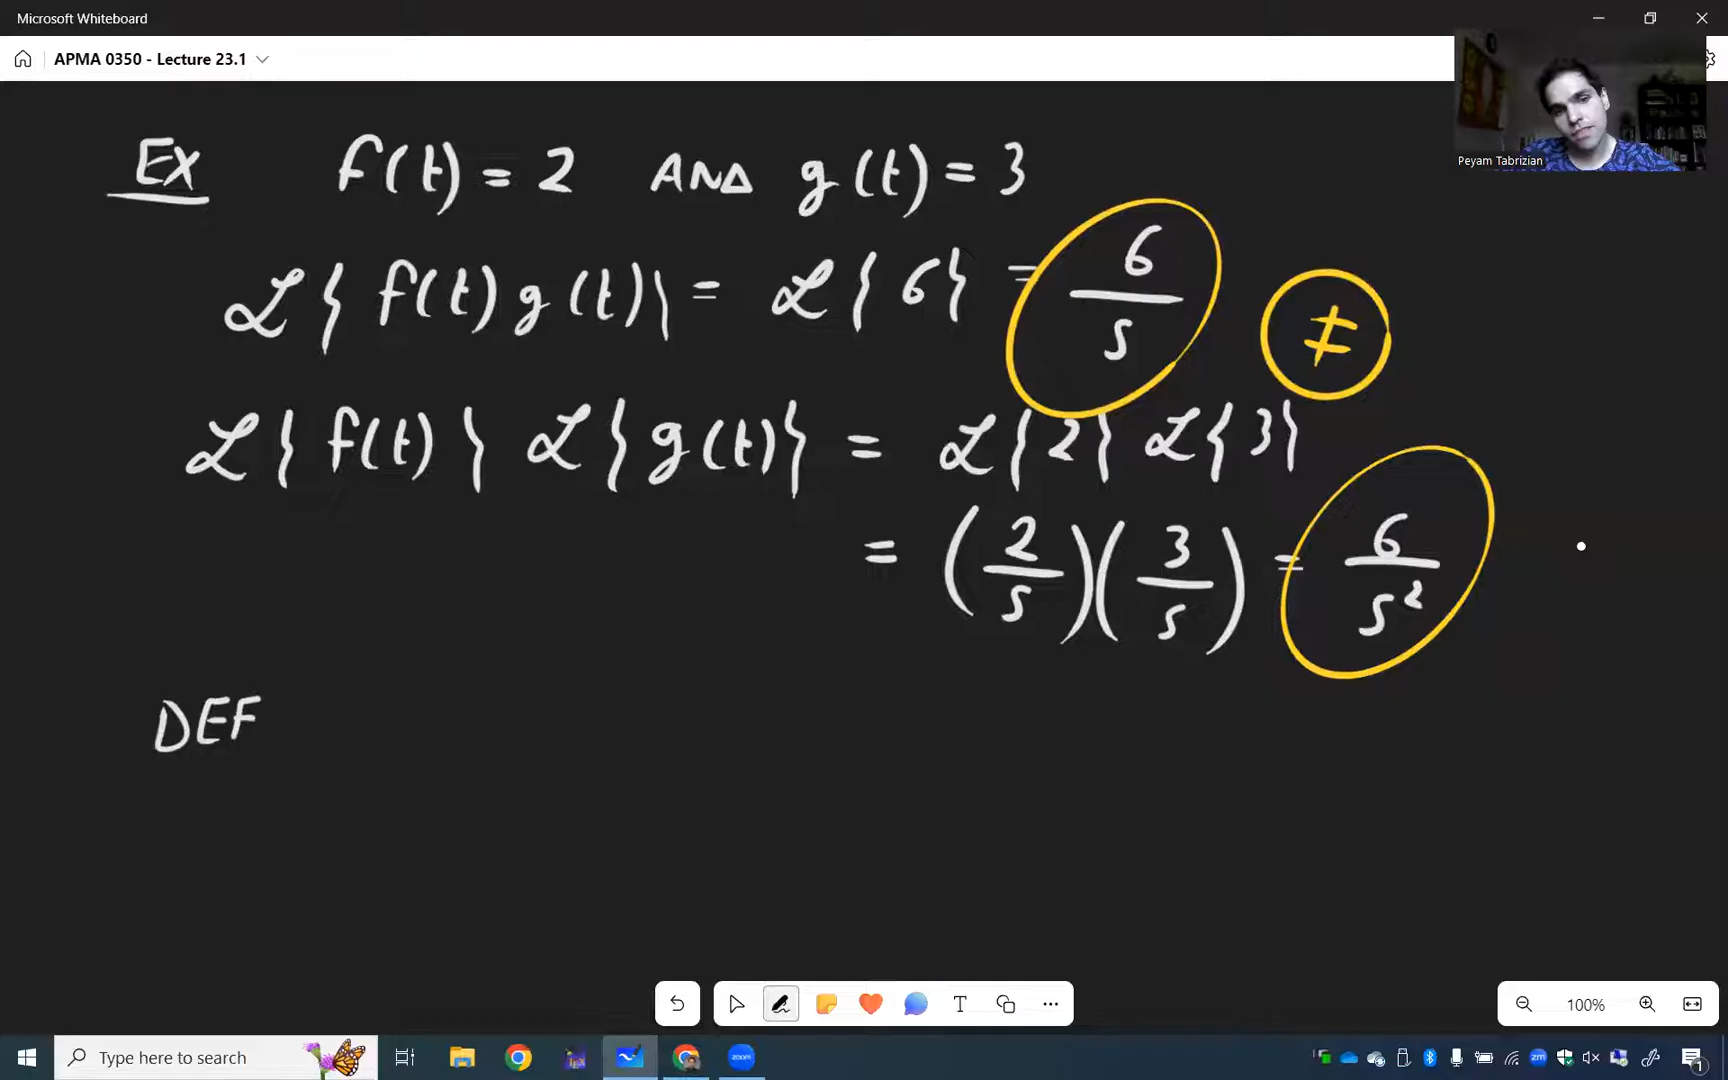 Microsoft Whiteboard
APMA 0350 - Lecture 23.1
Peyam Tabrizian
Ex f(t) = 2 AND g(t) = 3
ℒ{f(t)g(t)} = ℒ{6} = 6/s ≠
ℒ{f(t)} ℒ{g(t)} = ℒ{2} ℒ{3}
= (2/s)(3/s) = 6/s²
DEF
100%
Type here to search
zoom